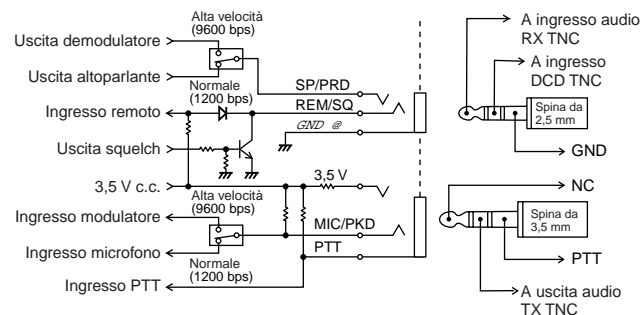 Alta velocità
(9600 bps)
Uscita demodulatore
Uscita altoparlante
Normale
(1200 bps)
SP/PRD
Ingresso remoto
REM/SQ
GND @
Uscita squelch
3,5 V c.c.
3,5 V
Alta velocità
(9600 bps)
Ingresso modulatore
MIC/PKD
Ingresso microfono
PTT
Normale
(1200 bps)
Ingresso PTT
A ingresso audio
RX TNC
A ingresso
DCD TNC
Spina da
2,5 mm
GND
NC
Spina da
3,5 mm
PTT
A uscita audio
TX TNC